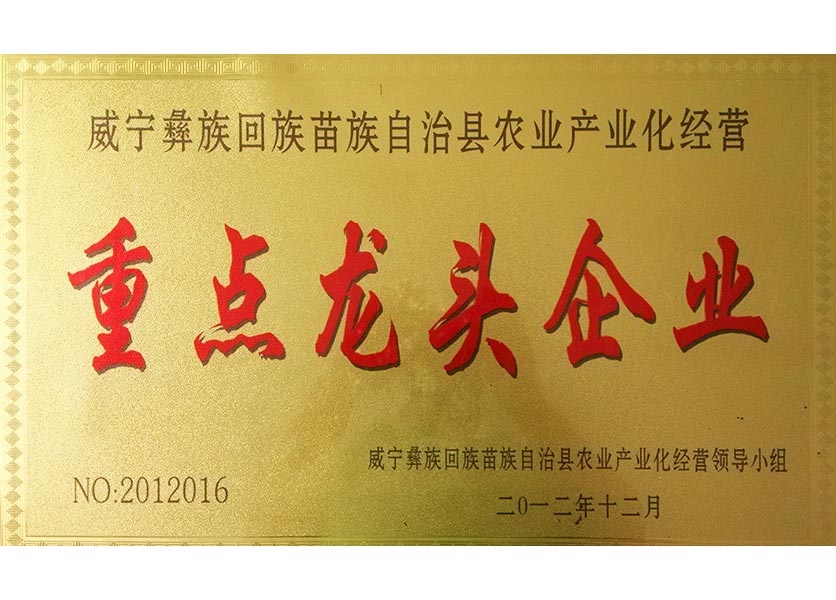 威宁彝族回族苗族自治县农业产业化经营
重点龙头企业
威宁彝族回族苗族自治县农业产业化经营领导小组
NO:2012016
二0一二年十二月